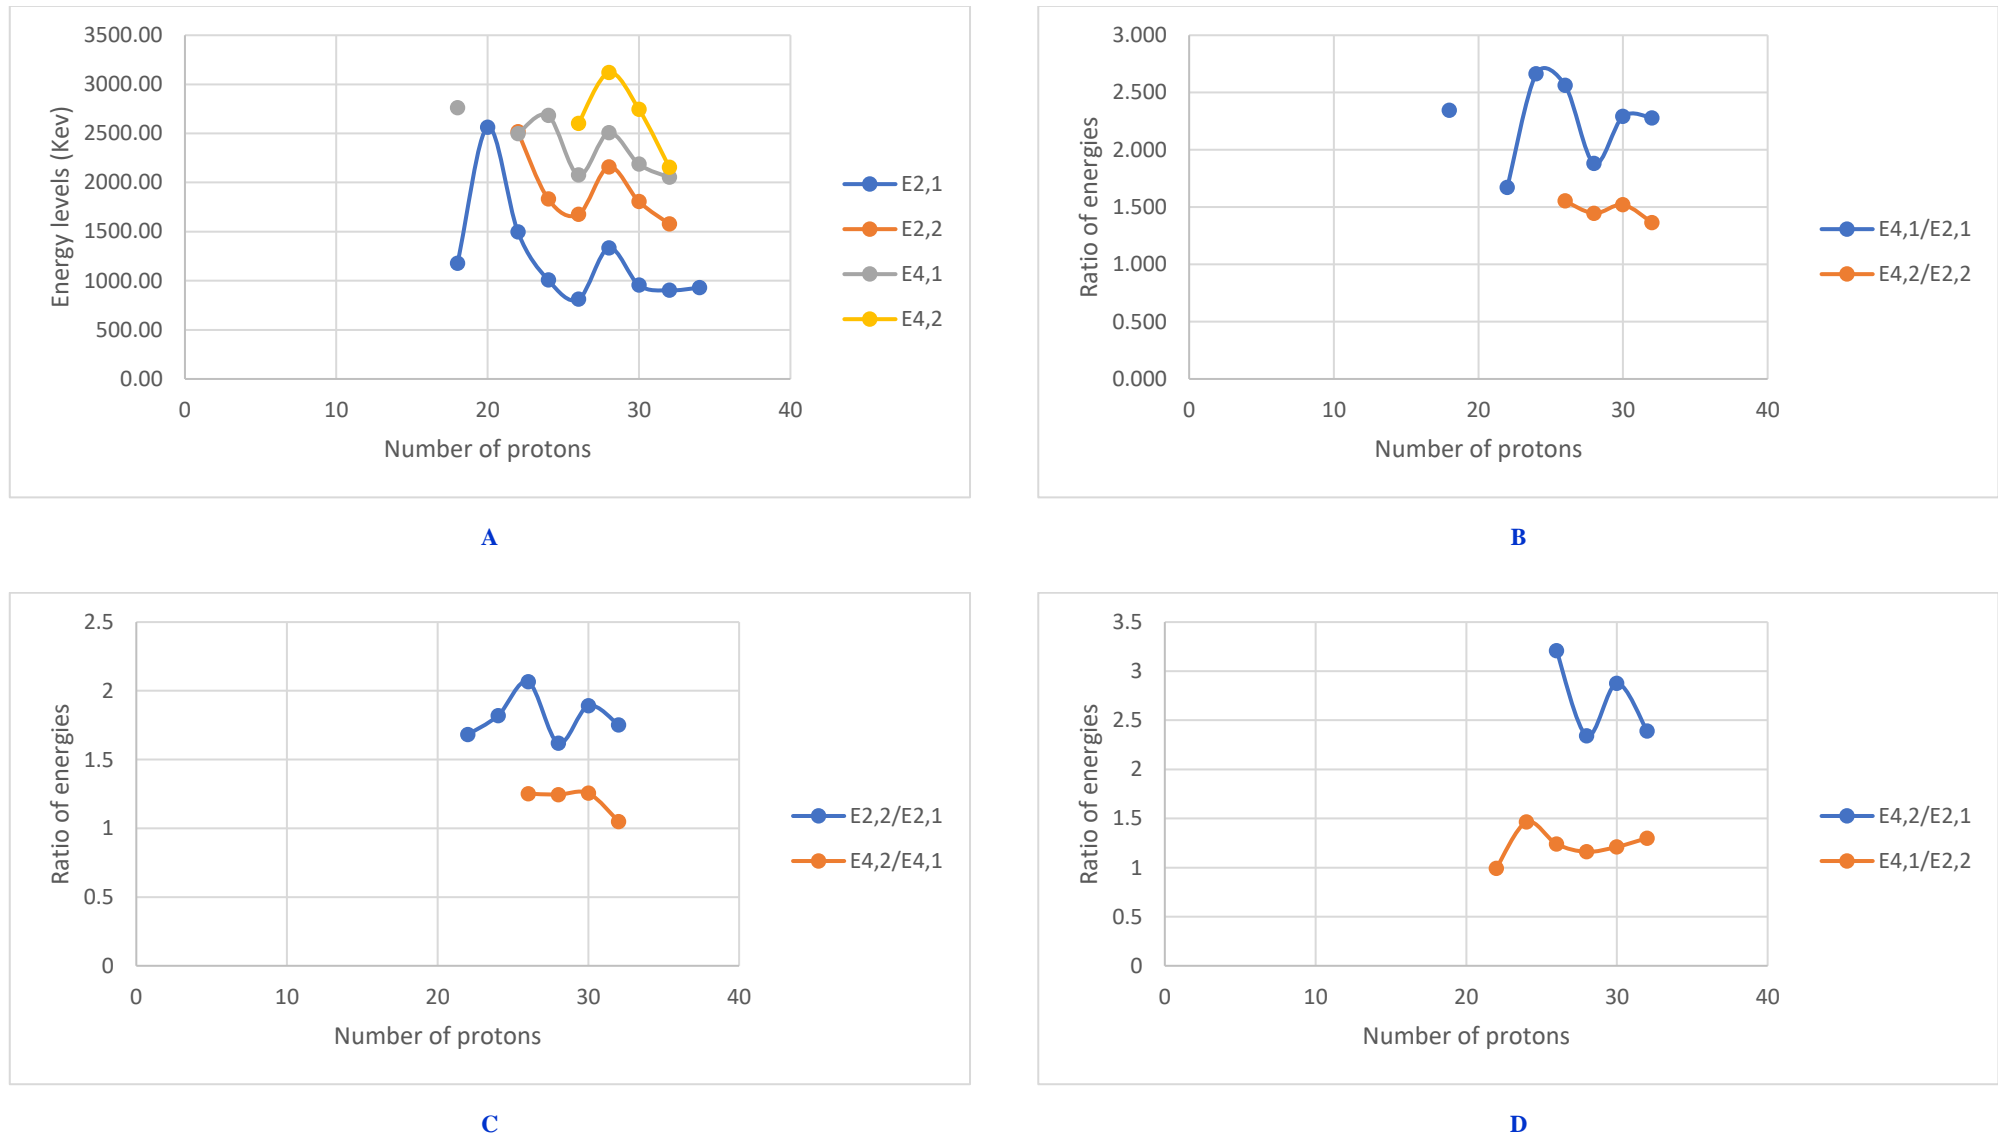 3500.00
3000.00
2500.00
2000.00
1500.00
1000.00
500.00
0.00
0 10 20 30 40
Energy levels (Kev)
Number of protons
E2,1
E2,2
E4,1
E4,2
A
3.000
2.500
2.000
1.500
1.000
0.500
0.000
0 10 20 30 40
Ratio of energies
Number of protons
E4,1/E2,1
E4,2/E2,2
B
2.5
2
1.5
1
0.5
0
0 10 20 30 40
Ratio of energies
Number of protons
E2,2/E2,1
E4,2/E4,1
C
3.5
3
2.5
2
1.5
1
0.5
0
0 10 20 30 40
Ratio of energies
Number of protons
E4,2/E2,1
E4,1/E2,2
D